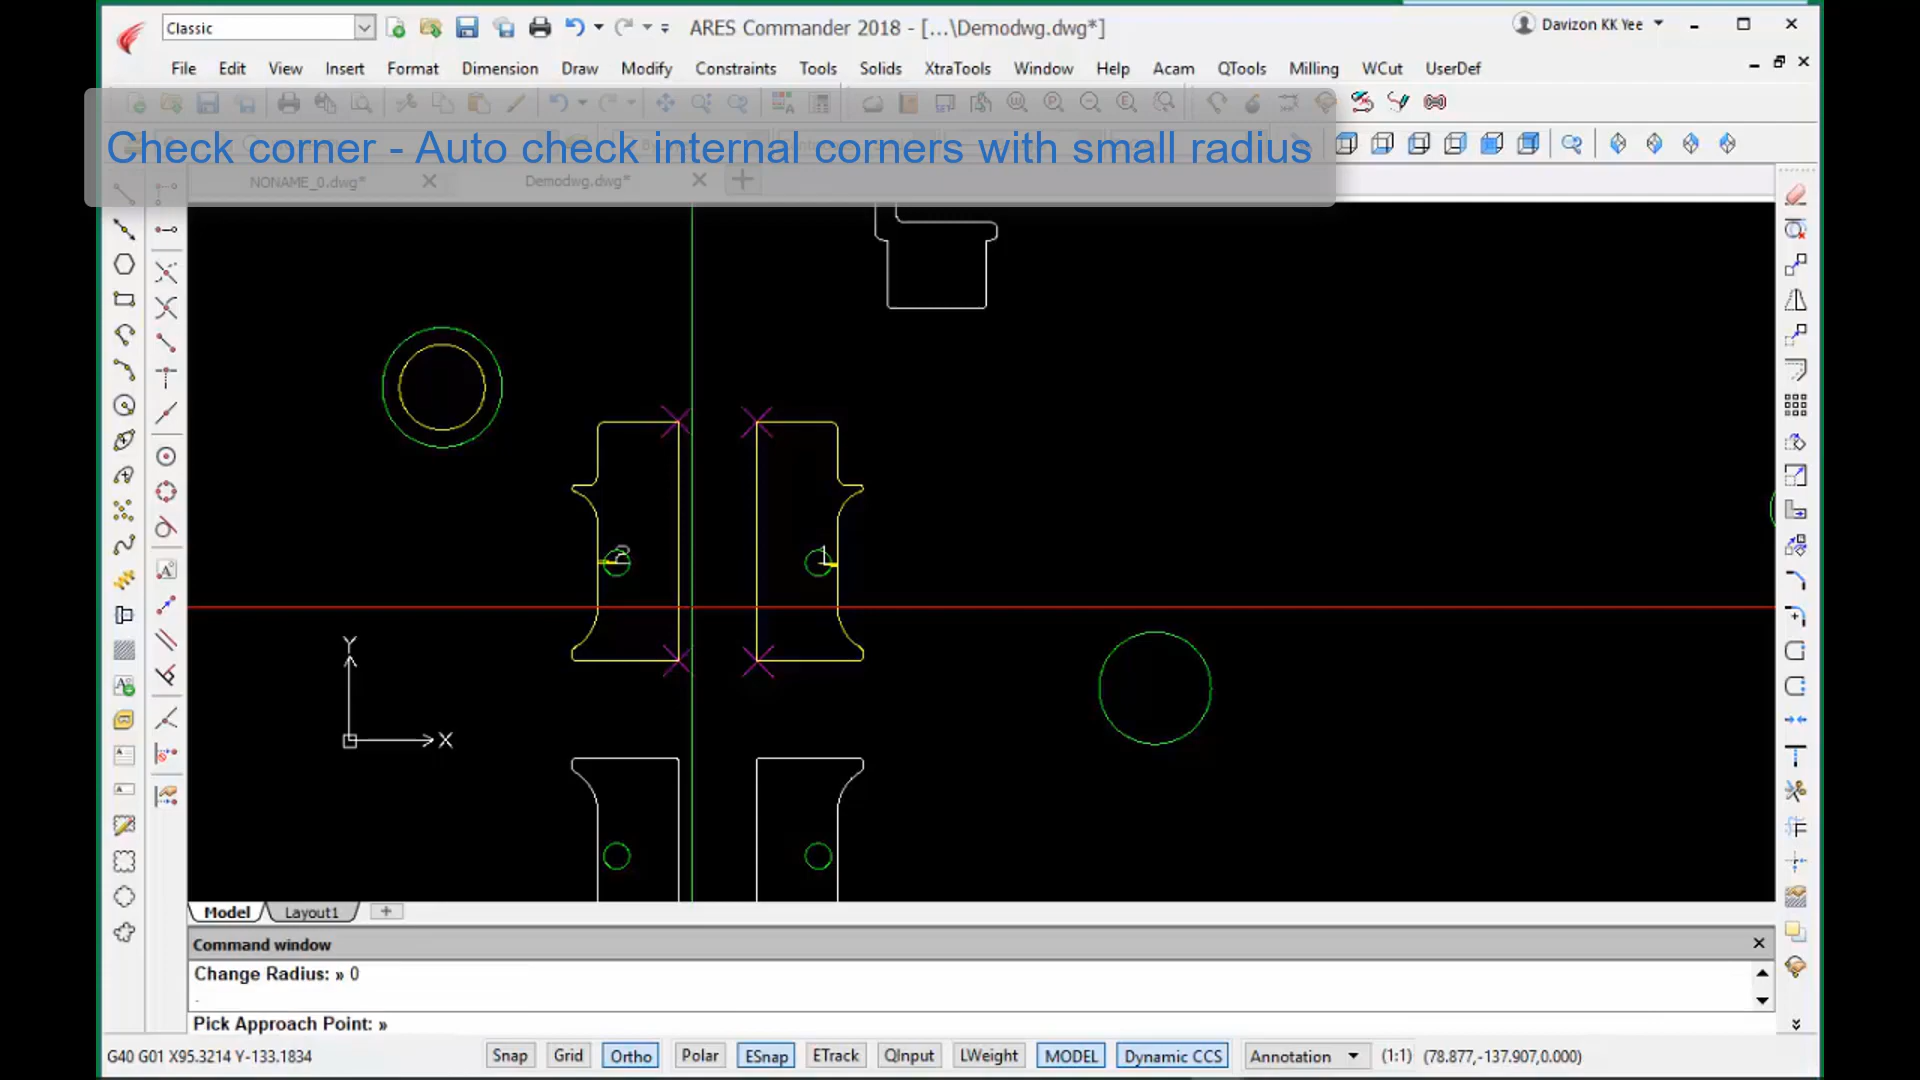 Classic
ARES Commander 2018 - [...\Demodwg.dwg*]
Davizon KK Yee
File Edit View Insert Format Dimension Draw Modify Constraints Tools Solids XtraTools Window Help Acam QTools Milling WCut UserDef
Check corner - Auto check internal corners with small radius
NONAME_0.dwg* Demodwg.dwg*
2 1
Y
X
Model Layout1
Command window
Change Radius: » 0
Pick Approach Point: »
G40 G01 X95.3214 Y-133.1834 Snap Grid Ortho Polar ESnap ETrack QInput LWeight MODEL Dynamic CCS Annotation (1:1) (78.877,-137.907,0.000)